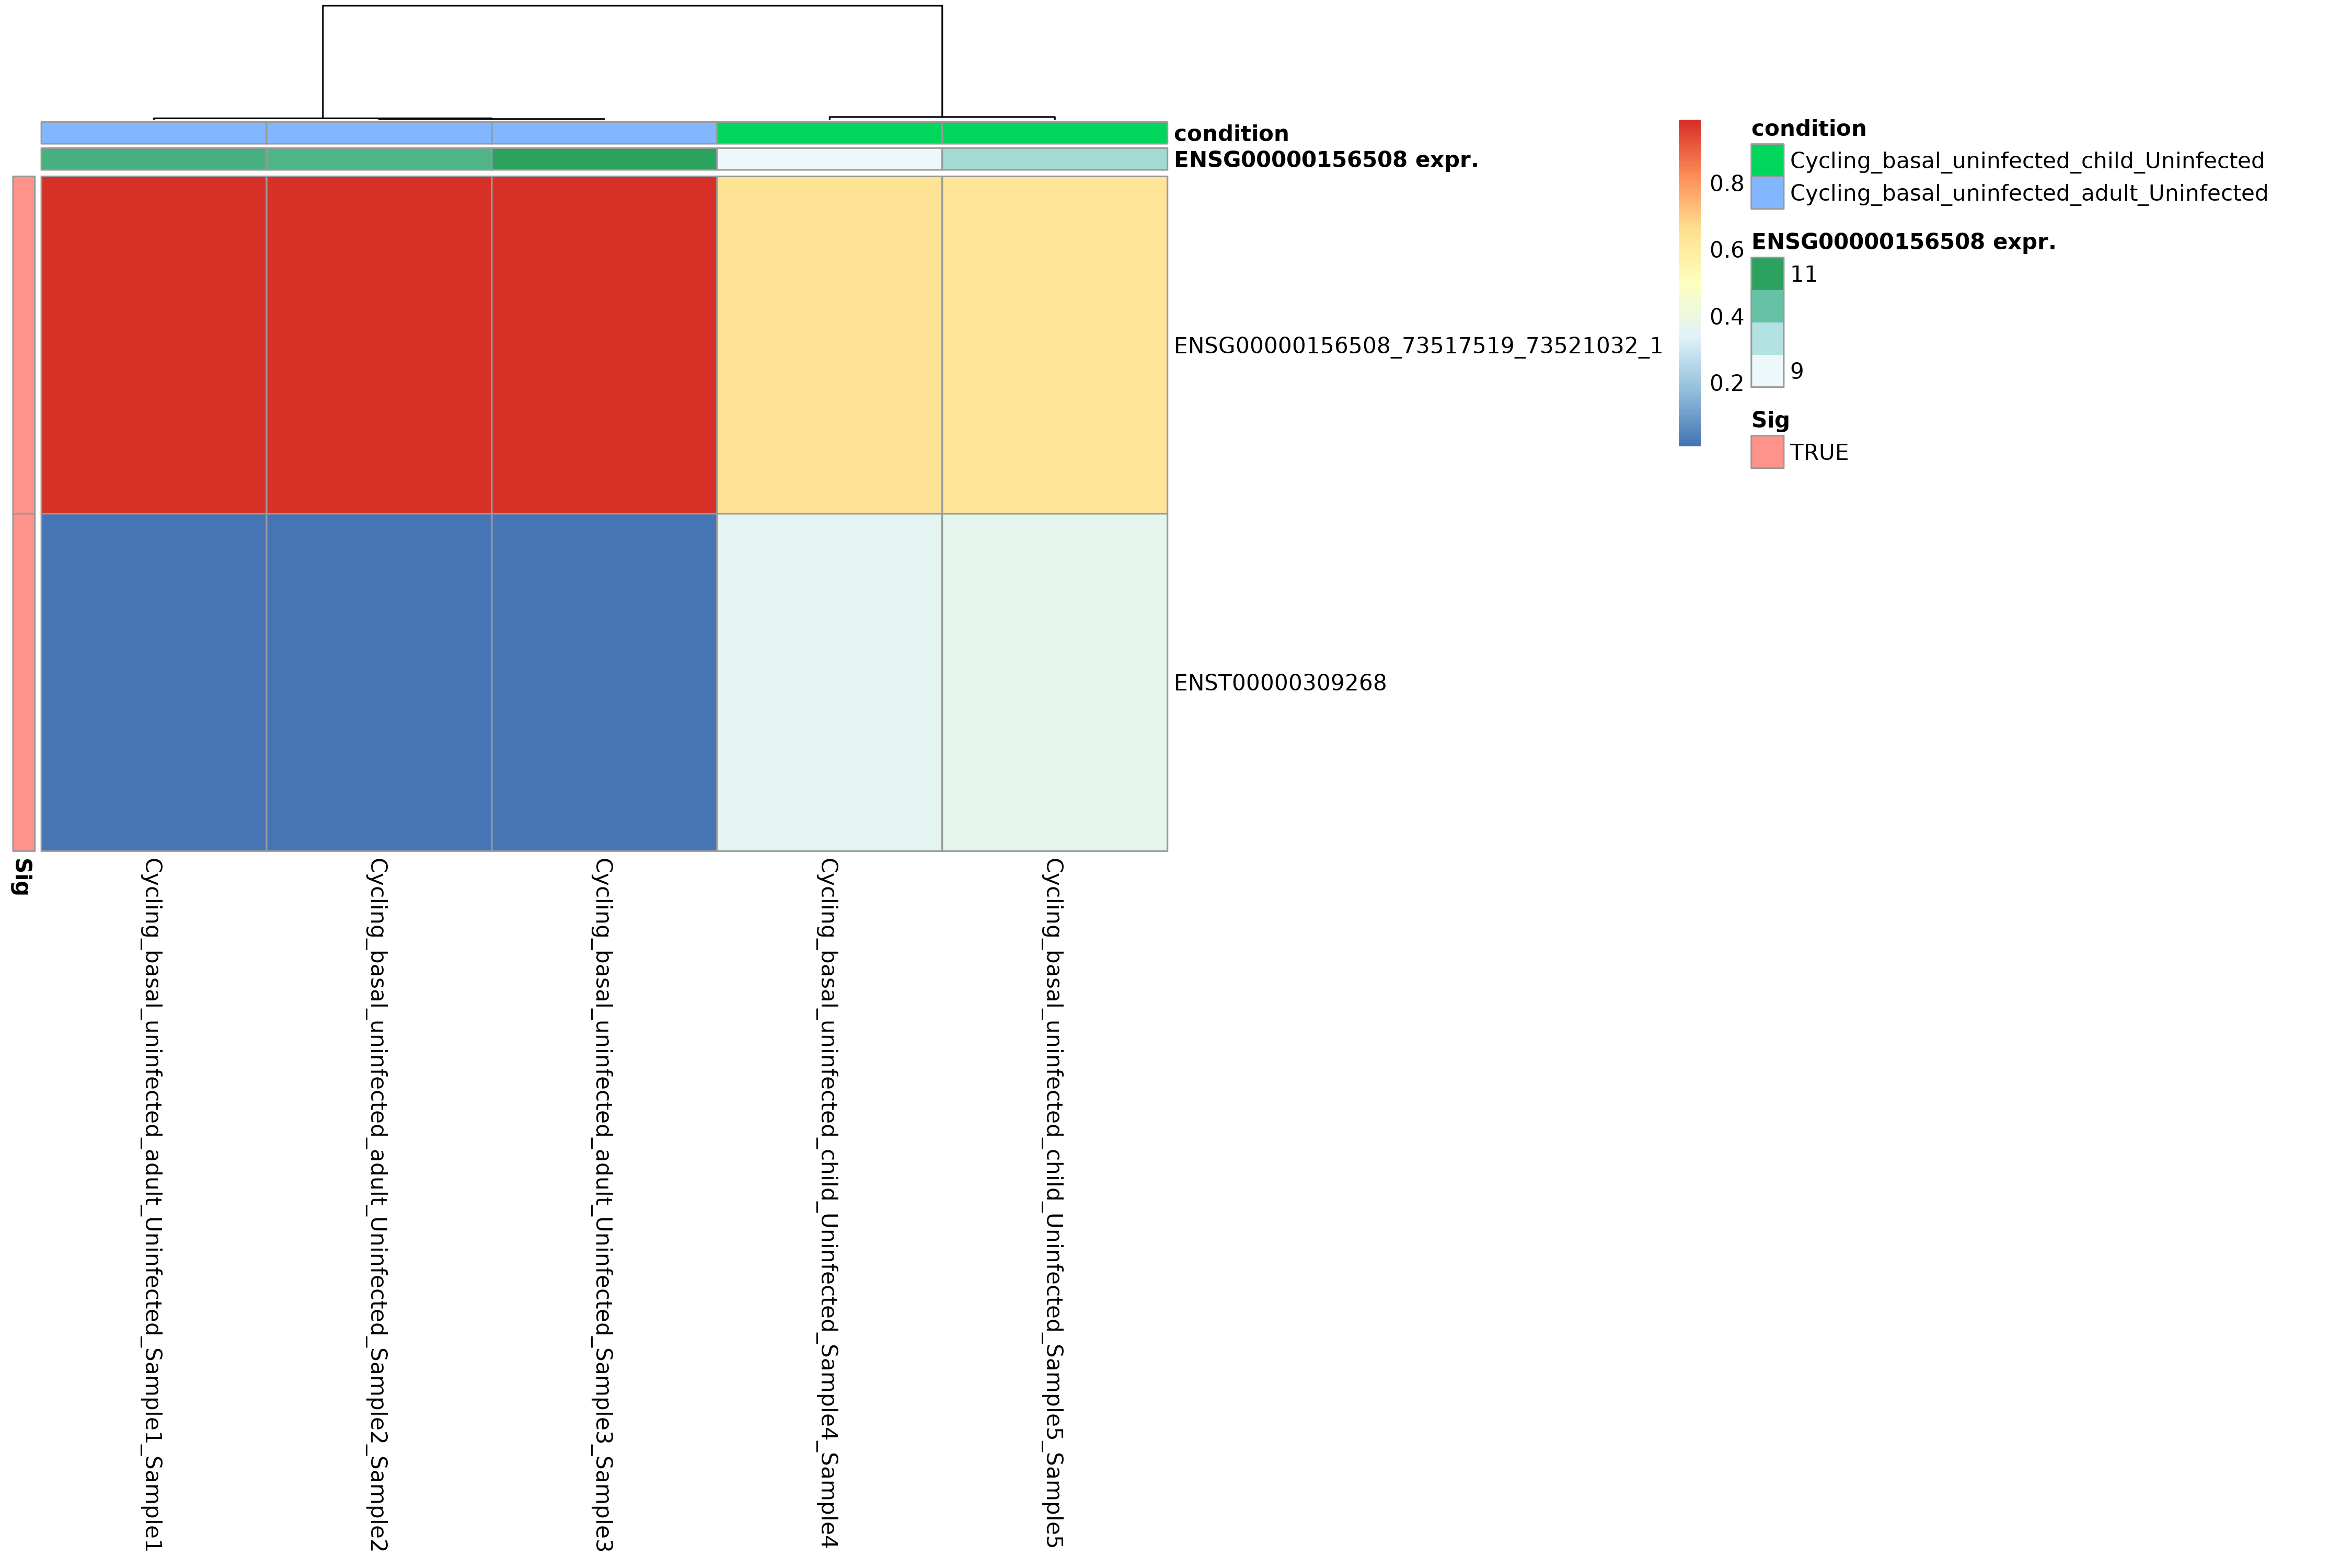 condition
ENSG00000156508 expr.
ENSG00000156508_73517519_73521032_1
ENST00000309268
0.8
0.6
0.4
0.2
condition
Cycling_basal_uninfected_child_Uninfected
Cycling_basal_uninfected_adult_Uninfected
ENSG00000156508 expr.
11
9
Sig
TRUE
Sig
Cycling_basal_uninfected_adult_Uninfected_Sample1_Sample1
Cycling_basal_uninfected_adult_Uninfected_Sample2_Sample2
Cycling_basal_uninfected_adult_Uninfected_Sample3_Sample3
Cycling_basal_uninfected_child_Uninfected_Sample4_Sample4
Cycling_basal_uninfected_child_Uninfected_Sample5_Sample5